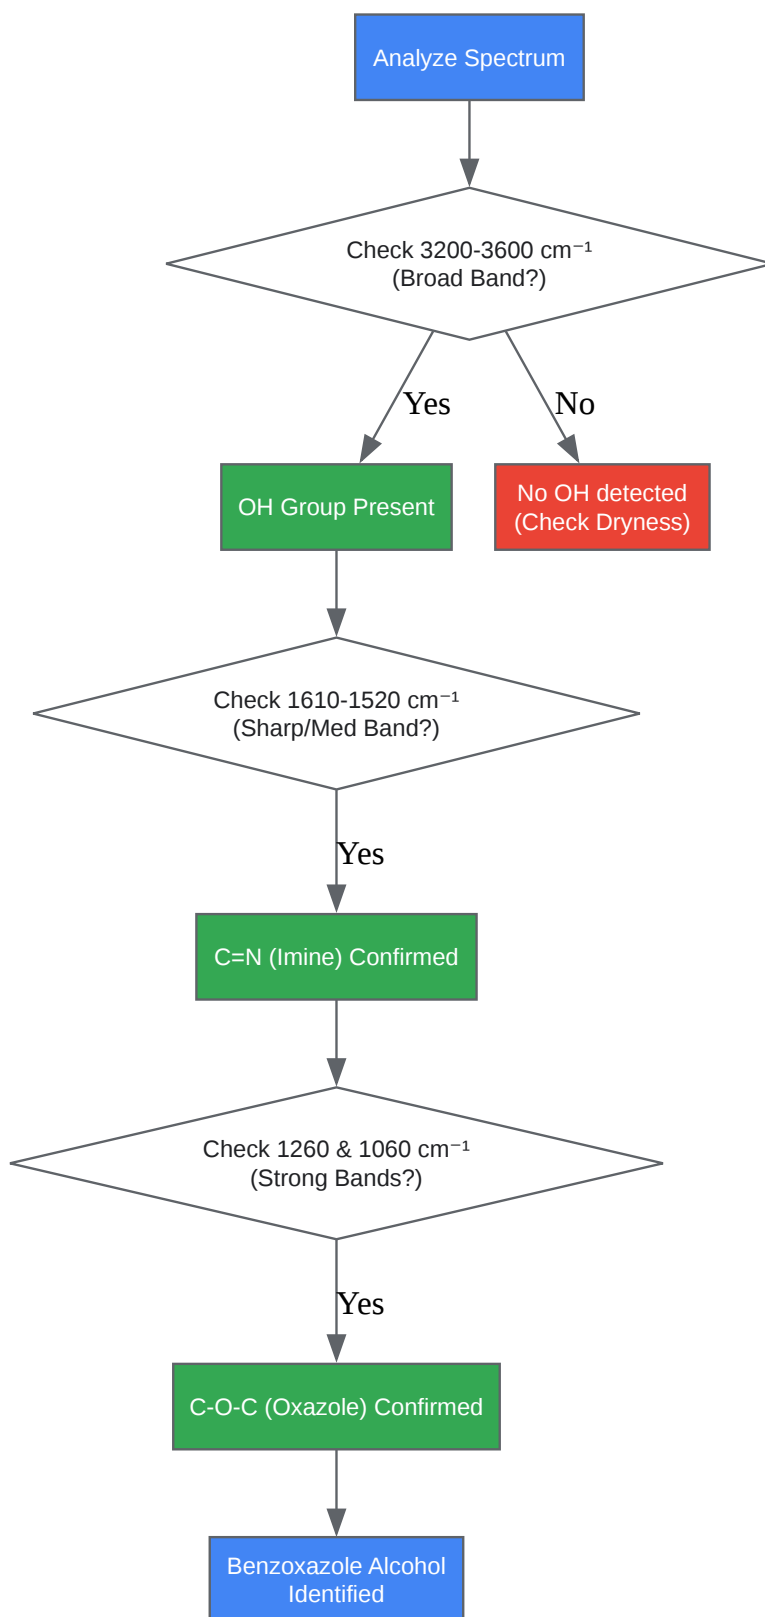 Analyze Spectrum
Check 3200-3600 cm⁻¹
(Broad Band?)
Yes
No
OH Group Present
No OH detected
(Check Dryness)
Check 1610-1520 cm⁻¹
(Sharp/Med Band?)
Yes
C=N (Imine) Confirmed
Check 1260 & 1060 cm⁻¹
(Strong Bands?)
Yes
C-O-C (Oxazole) Confirmed
Benzoxazole Alcohol
Identified